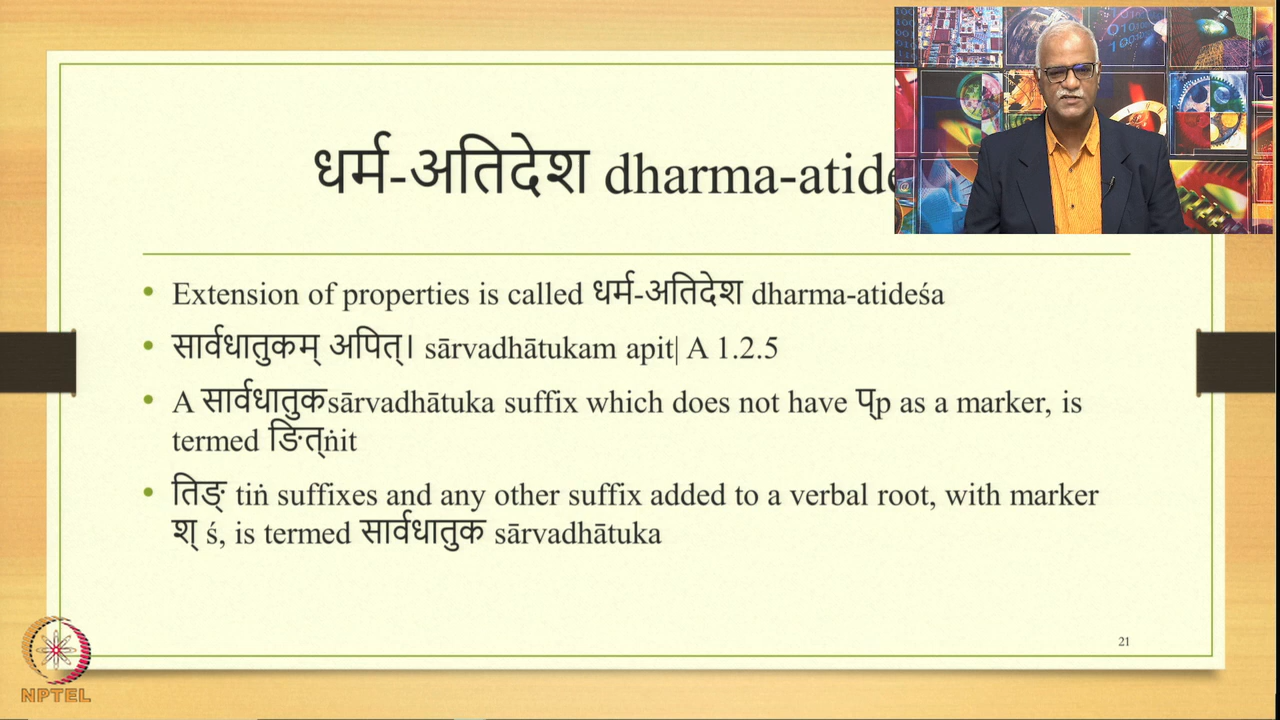 धर्म-अतिदेश dharma-atide
• Extension of properties is called धर्म-अतिदेश dharma-atideśa
• सार्वधातुकम् अपित्। sārvadhātukam apit| A 1.2.5
• A सार्वधातुकsārvadhātuka suffix which does not have प्p as a marker, is
termed ङित्ṅit
• तिङ् tiṅ suffixes and any other suffix added to a verbal root, with marker
श् ś, is termed सार्वधातुक sārvadhātuka
21
NPTEL